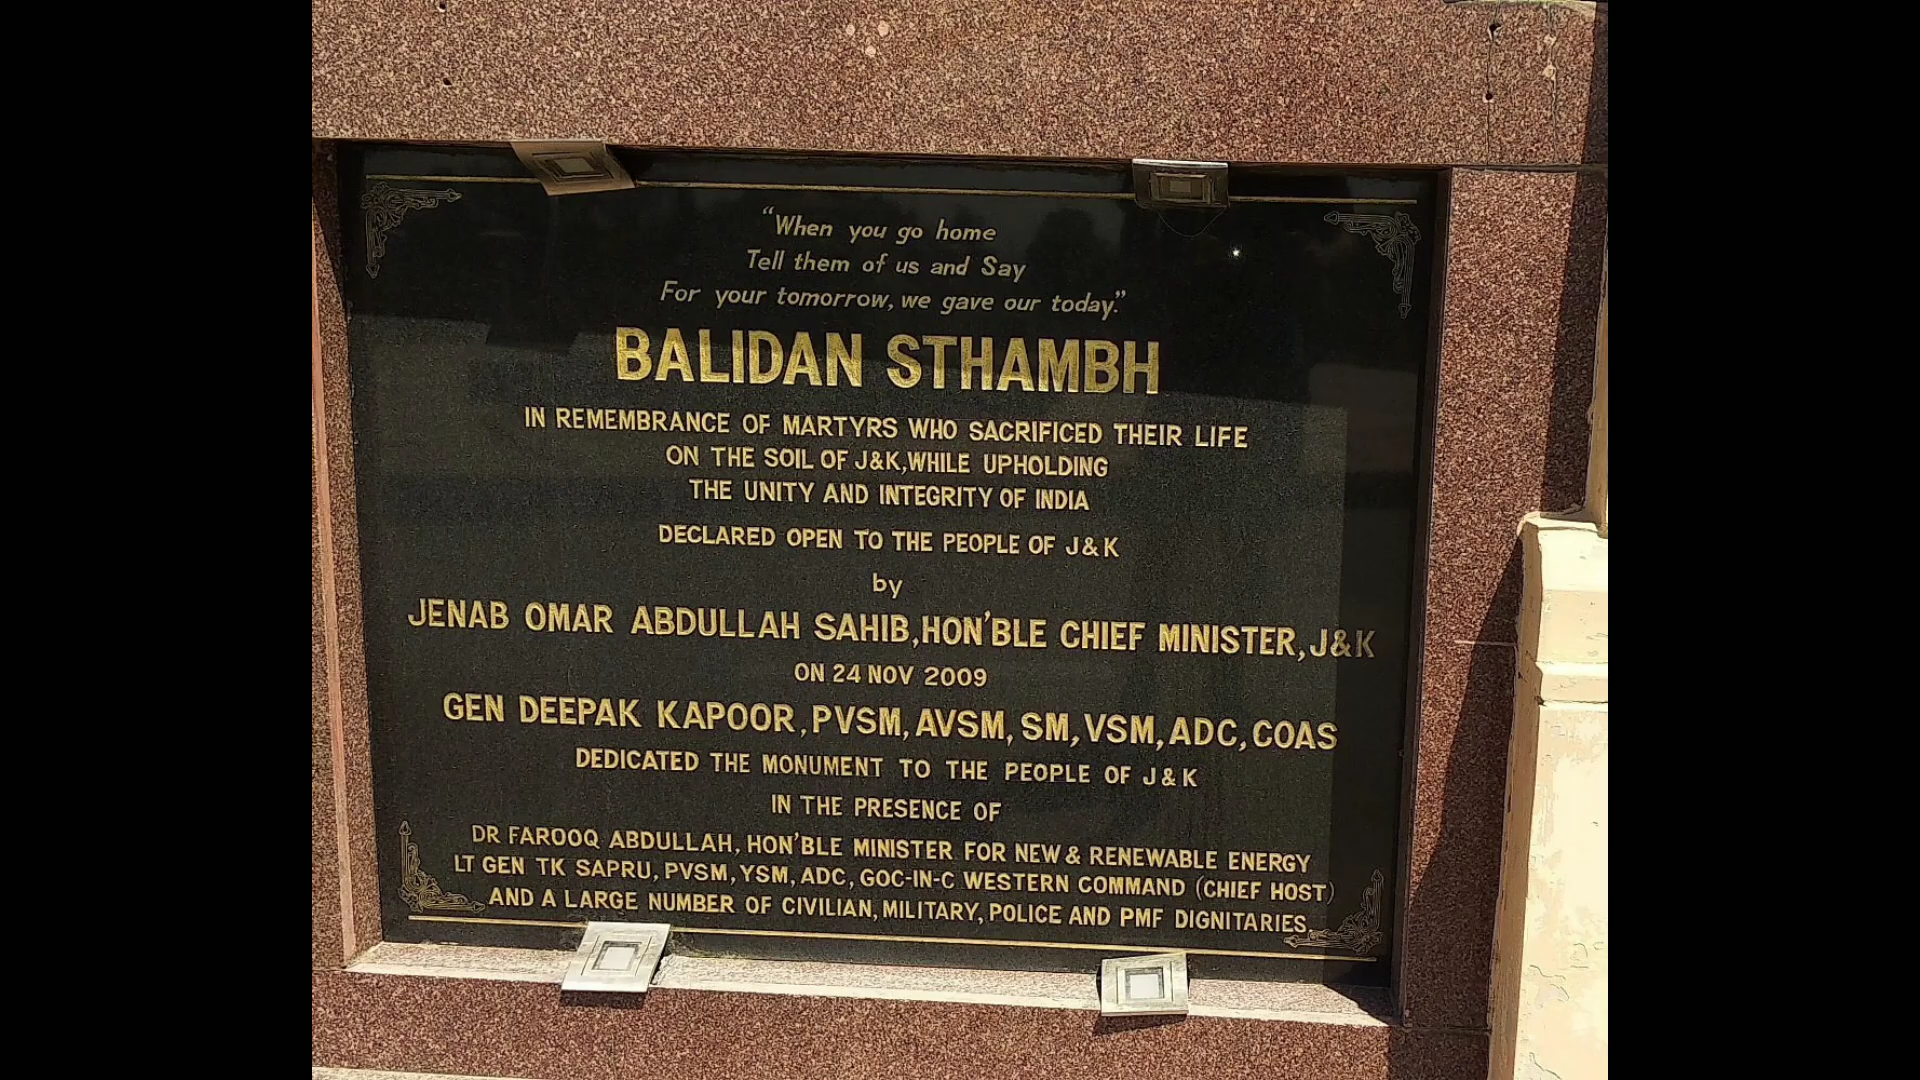 “When you go home
Tell them of us and Say
For your tomorrow, we gave our today.”
BALIDAN STHAMBH
IN REMEMBRANCE OF MARTYRS WHO SACRIFICED THEIR LIFE
ON THE SOIL OF J&K, WHILE UPHOLDING
THE UNITY AND INTEGRITY OF INDIA
DECLARED OPEN TO THE PEOPLE OF J&K
by
JENAB OMAR ABDULLAH SAHIB, HON'BLE CHIEF MINISTER, J&K
ON 24 NOV 2009
GEN DEEPAK KAPOOR, PVSM, AVSM, SM, VSM, ADC, COAS
DEDICATED THE MONUMENT TO THE PEOPLE OF J&K
IN THE PRESENCE OF
DR FAROOQ ABDULLAH, HON'BLE MINISTER FOR NEW & RENEWABLE ENERGY
LT GEN TK SAPRU, PVSM, YSM, ADC, GOC-IN-C WESTERN COMMAND (CHIEF HOST)
AND A LARGE NUMBER OF CIVILIAN, MILITARY, POLICE AND PMF DIGNITARIES.